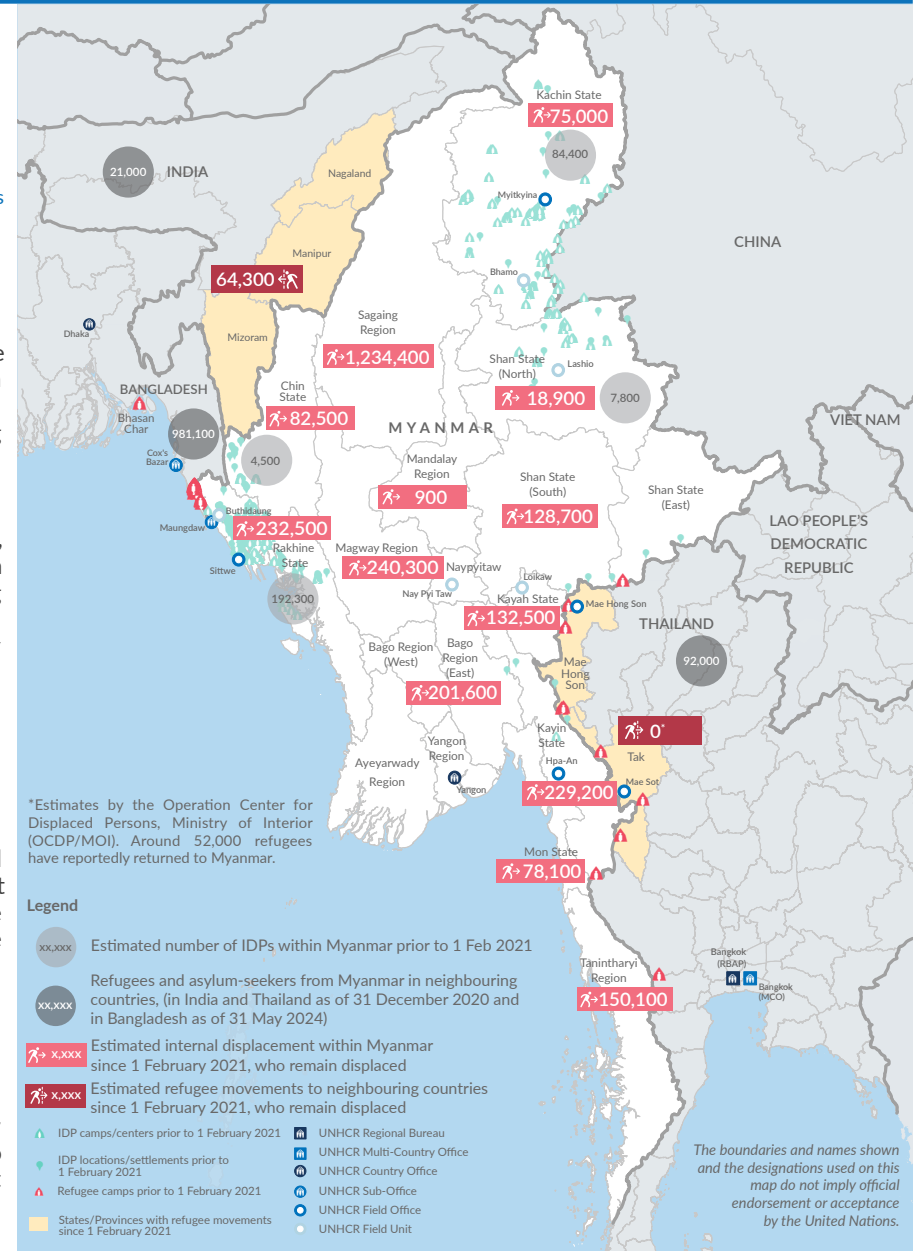 Kachin State
75,000
84,400
21,000
INDIA
Nagaland
Myitkyina
CHINA
Manipur
64,300
Bhamo
Sagaing
Region
Dhaka
Mizoram
1,234,400
Shan State
(North)
Lashio
BANGLADESH
Chin
State
18,900
7,800
Bhasan
Char
82,500
VIET NAM
981,100
MYANMAR
Cox's
Bazar
4,500
Mandalay
Region
Shan State
(South)
Shan State
(East)
900
Buthidaung
Maungdaw
232,500
128,700
LAO PEOPLE'S
DEMOCRATIC
REPUBLIC
Rakhine
State
Magway Region
Sittwe
240,300
Naypyitaw
Loikaw
Nay Pyi Taw
192,300
Kayah State
Mae Hong Son
132,500
THAILAND
Bago Region
(West)
Bago
Region
(East)
Mae
Hong
Son
92,000
201,600
0*
Kayin
State
Tak
Yangon
Region
Ayeyarwady
Region
Hpa-An
Yangon
229,200
Mae Sot
*Estimates by the Operation Center for
Displaced Persons, Ministry of Interior
(OCDP/MOI). Around 52,000 refugees
have reportedly returned to Myanmar.
Mon State
78,100
Tanintharyi
Region
150,100
Bangkok
(RBAP)
Bangkok
(MCO)
Legend
xx,xxx
Estimated number of IDPs within Myanmar prior to 1 Feb 2021
xx,xxx
Refugees and asylum-seekers from Myanmar in neighbouring
countries, (in India and Thailand as of 31 December 2020 and
in Bangladesh as of 31 May 2024)
x,xxx
Estimated internal displacement within Myanmar
since 1 February 2021, who remain displaced
x,xxx
Estimated refugee movements to neighbouring countries
since 1 February 2021, who remain displaced
IDP camps/centers prior to 1 February 2021
IDP locations/settlements prior to
1 February 2021
Refugee camps prior to 1 February 2021
States/Provinces with refugee movements
since 1 February 2021
UNHCR Regional Bureau
UNHCR Multi-Country Office
UNHCR Country Office
UNHCR Sub-Office
UNHCR Field Office
UNHCR Field Unit
The boundaries and names shown
and the designations used on this
map do not imply official
endorsement or acceptance
by the United Nations.